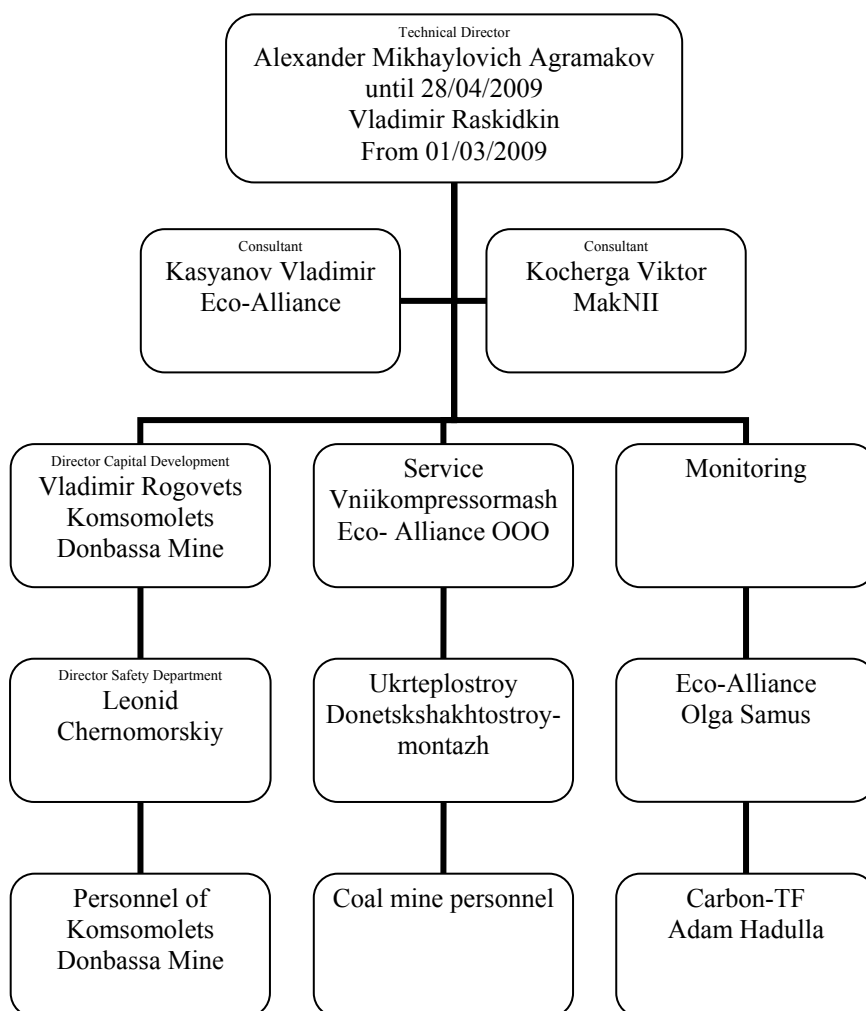 Technical Director
Alexander Mikhaylovich Agramakov
until 28/04/2009
Vladimir Raskidkin
From 01/03/2009
Consultant
Kasyanov Vladimir
Eco-Alliance
Consultant
Kocherga Viktor
MakNII
Director Capital Development
Vladimir Rogovets
Komsomolets
Donbassa Mine
Service
Vniikompressormash
Eco- Alliance OOO
Monitoring
Director Safety Department
Leonid
Chernomorskiy
Ukrteplostroy
Donetskshakhtostroy-
montazh
Eco-Alliance
Olga Samus
Personnel of
Komsomolets
Donbassa Mine
Coal mine personnel
Carbon-TF
Adam Hadulla